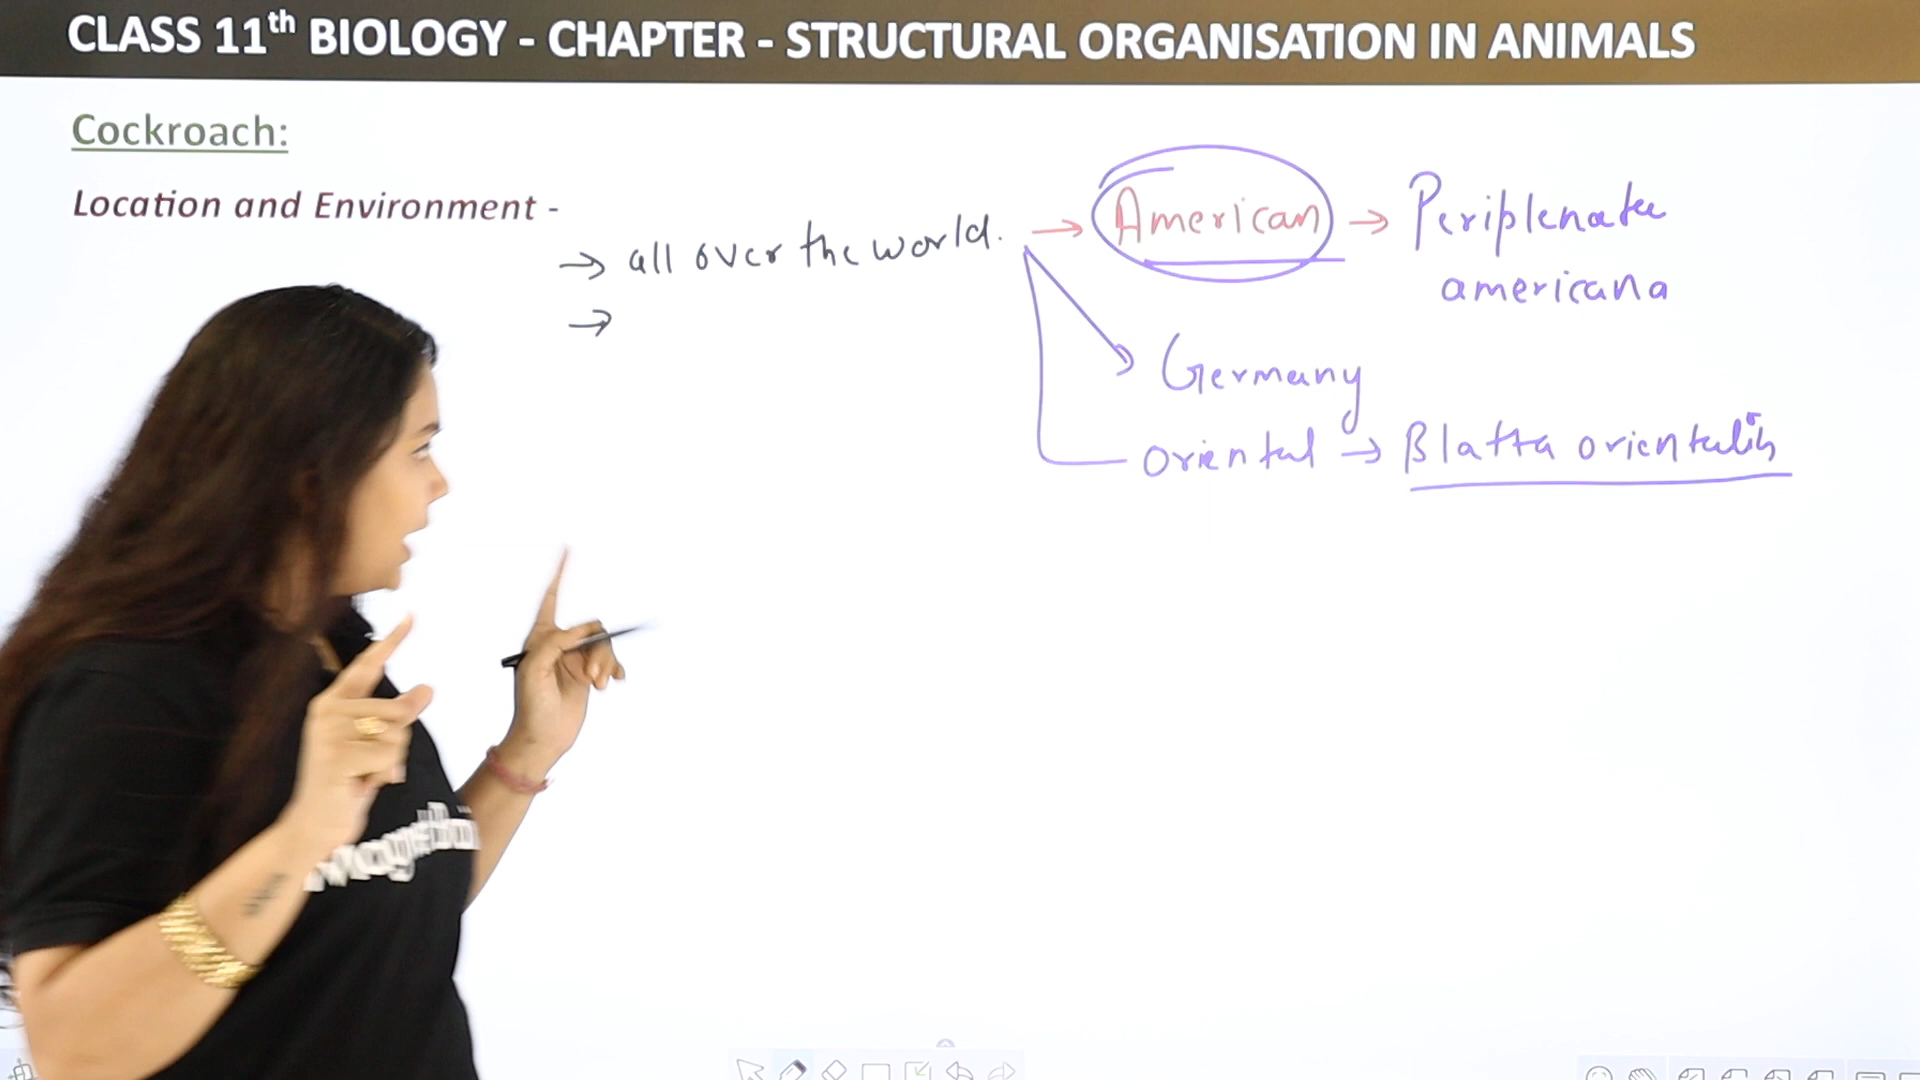 CLASS 11th BIOLOGY - CHAPTER - STRUCTURAL ORGANISATION IN ANIMALS
Cockroach:
Location and Environment -
→ all over the world. → American → Periplenata
americana
→
Germany
oriental → Blatta orientalis